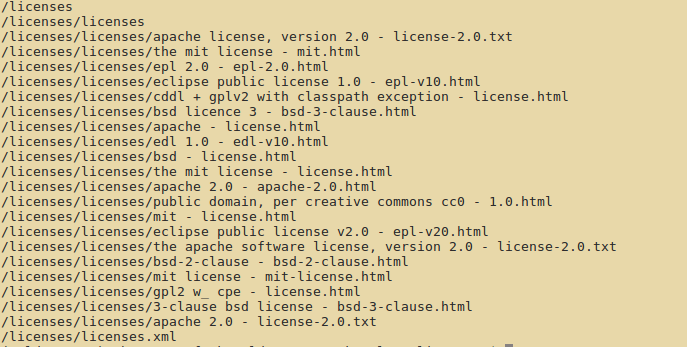 /licenses
/licenses/licenses
/licenses/licenses/apache license, version 2.0 - license-2.0.txt
/licenses/licenses/the mit license - mit.html
/licenses/licenses/epl 2.0 - epl-2.0.html
/licenses/licenses/eclipse public license 1.0 - epl-v10.html
/licenses/licenses/cddl + gplv2 with classpath exception - license.html
/licenses/licenses/bsd licence 3 - bsd-3-clause.html
/licenses/licenses/apache - license.html
/licenses/licenses/edl 1.0 - edl-v10.html
/licenses/licenses/bsd - license.html
/licenses/licenses/the mit license - license.html
/licenses/licenses/apache 2.0 - apache-2.0.html
/licenses/licenses/public domain, per creative commons cc0 - 1.0.html
/licenses/licenses/mit - license.html
/licenses/licenses/eclipse public license v2.0 - epl-v20.html
/licenses/licenses/the apache software license, version 2.0 - license-2.0.txt
/licenses/licenses/bsd-2-clause - bsd-2-clause.html
/licenses/licenses/mit license - mit-license.html
/licenses/licenses/gpl2 w_ cpe - license.html
/licenses/licenses/3-clause bsd license - bsd-3-clause.html
/licenses/licenses/apache 2.0 - license-2.0.txt
/licenses/licenses.xml